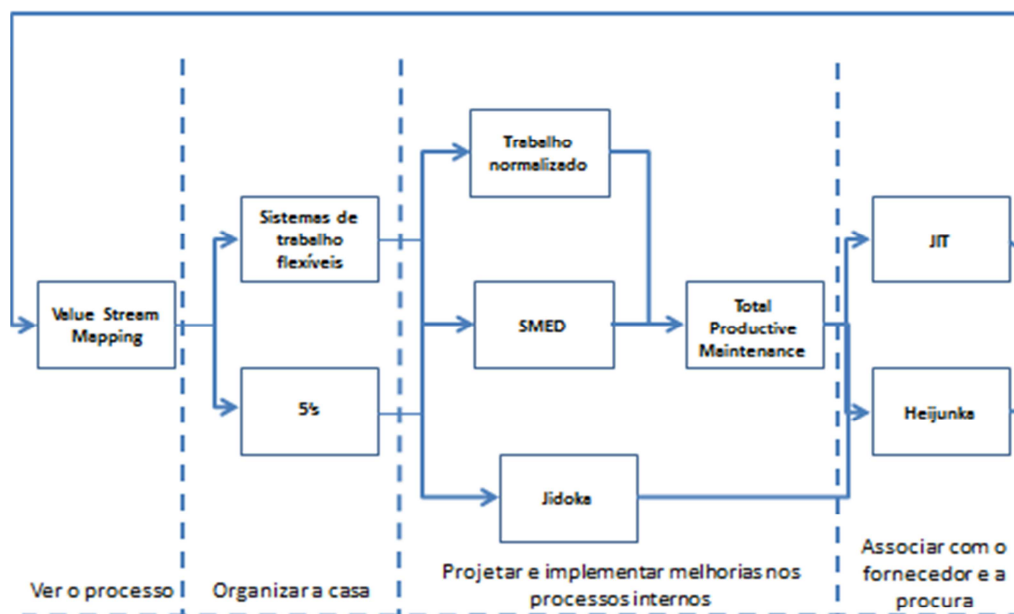 Value Stream
Mapping
Sistemas de
trabalho
flexíveis
5's
Trabalho
normalizado
SMED
Jidoka
Total
Productive
Maintenance
JIT
Heijunka
Ver o processo
Organizar a casa
Projetar e implementar melhorias nos
processos internos
Associar com o
fornecedor e a
procura